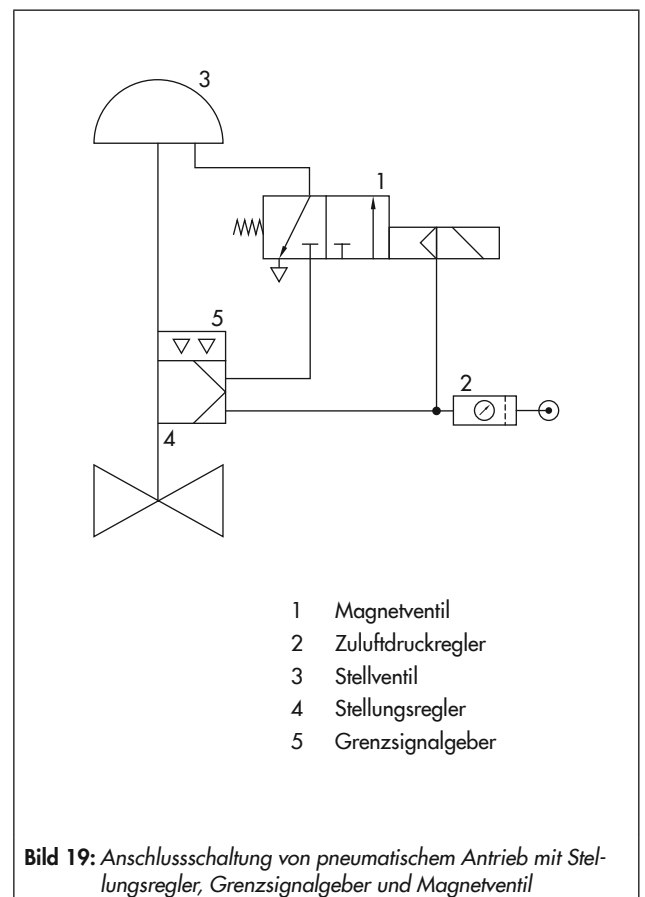 3
1
5
2
4
1 Magnetventil
2 Zuluftdruckregler
3 Stellventil
4 Stellungsregler
5 Grenzsignalgeber
Bild 19: Anschlussschaltung von pneumatischem Antrieb mit Stel-
lungsregler, Grenzsignalgeber und Magnetventil